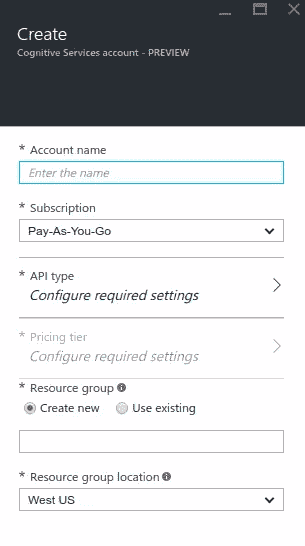 Create
Cognitive Services account - PREVIEW
* Account name
Enter the name
* Subscription
Pay-As-You-Go
* API type
Configure required settings
* Pricing tier
Configure required settings
* Resource group
Create new Use existing
* Resource group location
West US